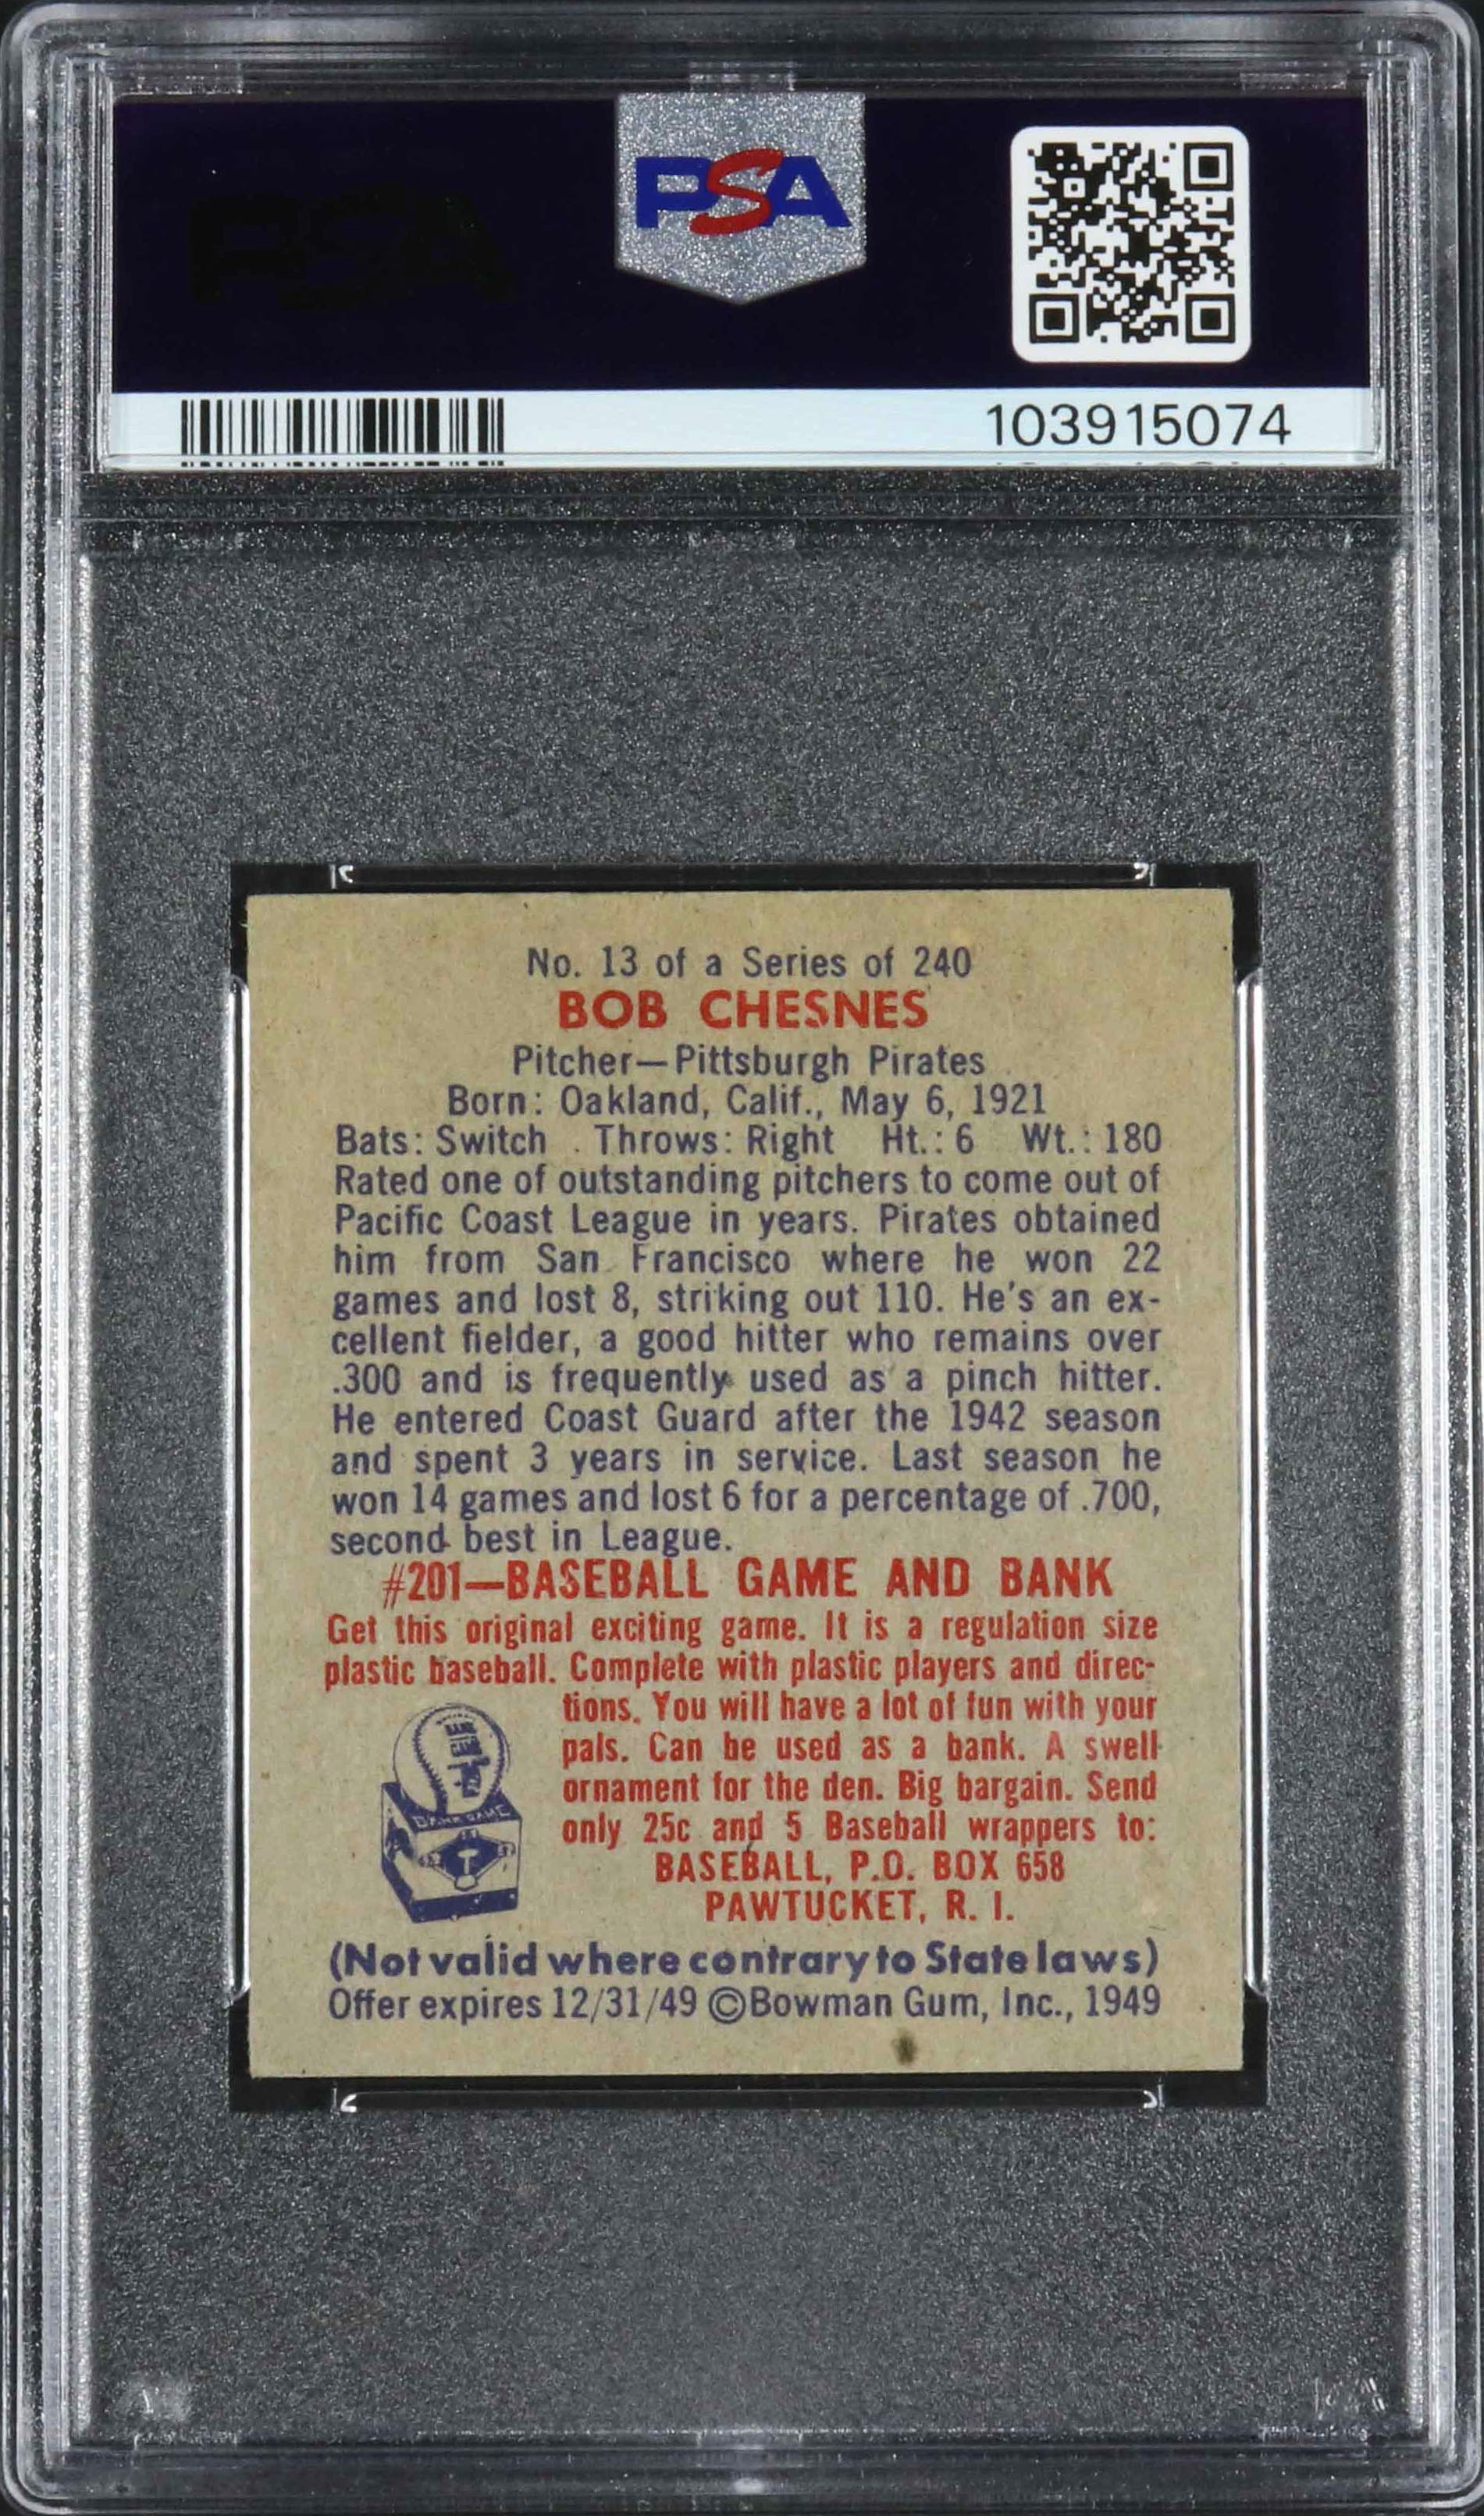 PSA
103915074
No. 13 of a Series of 240
BOB CHESNES
Pitcher—Pittsburgh Pirates
Born: Oakland, Calif., May 6, 1921
Bats: Switch Throws: Right Ht.: 6 Wt.: 180
Rated one of outstanding pitchers to come out of
Pacific Coast League in years. Pirates obtained
him from San Francisco where he won 22
games and lost 8, striking out 110. He's an ex-
cellent fielder, a good hitter who remains over
.300 and is frequently used as a pinch hitter.
He entered Coast Guard after the 1942 season
and spent 3 years in service. Last season he
won 14 games and lost 6 for a percentage of .700,
second best in League.
#201—BASEBALL GAME AND BANK
Get this original exciting game. It is a regulation size
plastic baseball. Complete with plastic players and direc-
tions. You will have a lot of fun with your
pals. Can be used as a bank. A swell
ornament for the den. Big bargain. Send
only 25c and 5 Baseball wrappers to:
BASEBALL, P.O. BOX 658
PAWTUCKET, R. I.
(Not valid where contrary to State laws)
Offer expires 12/31/49 ©Bowman Gum, Inc., 1949